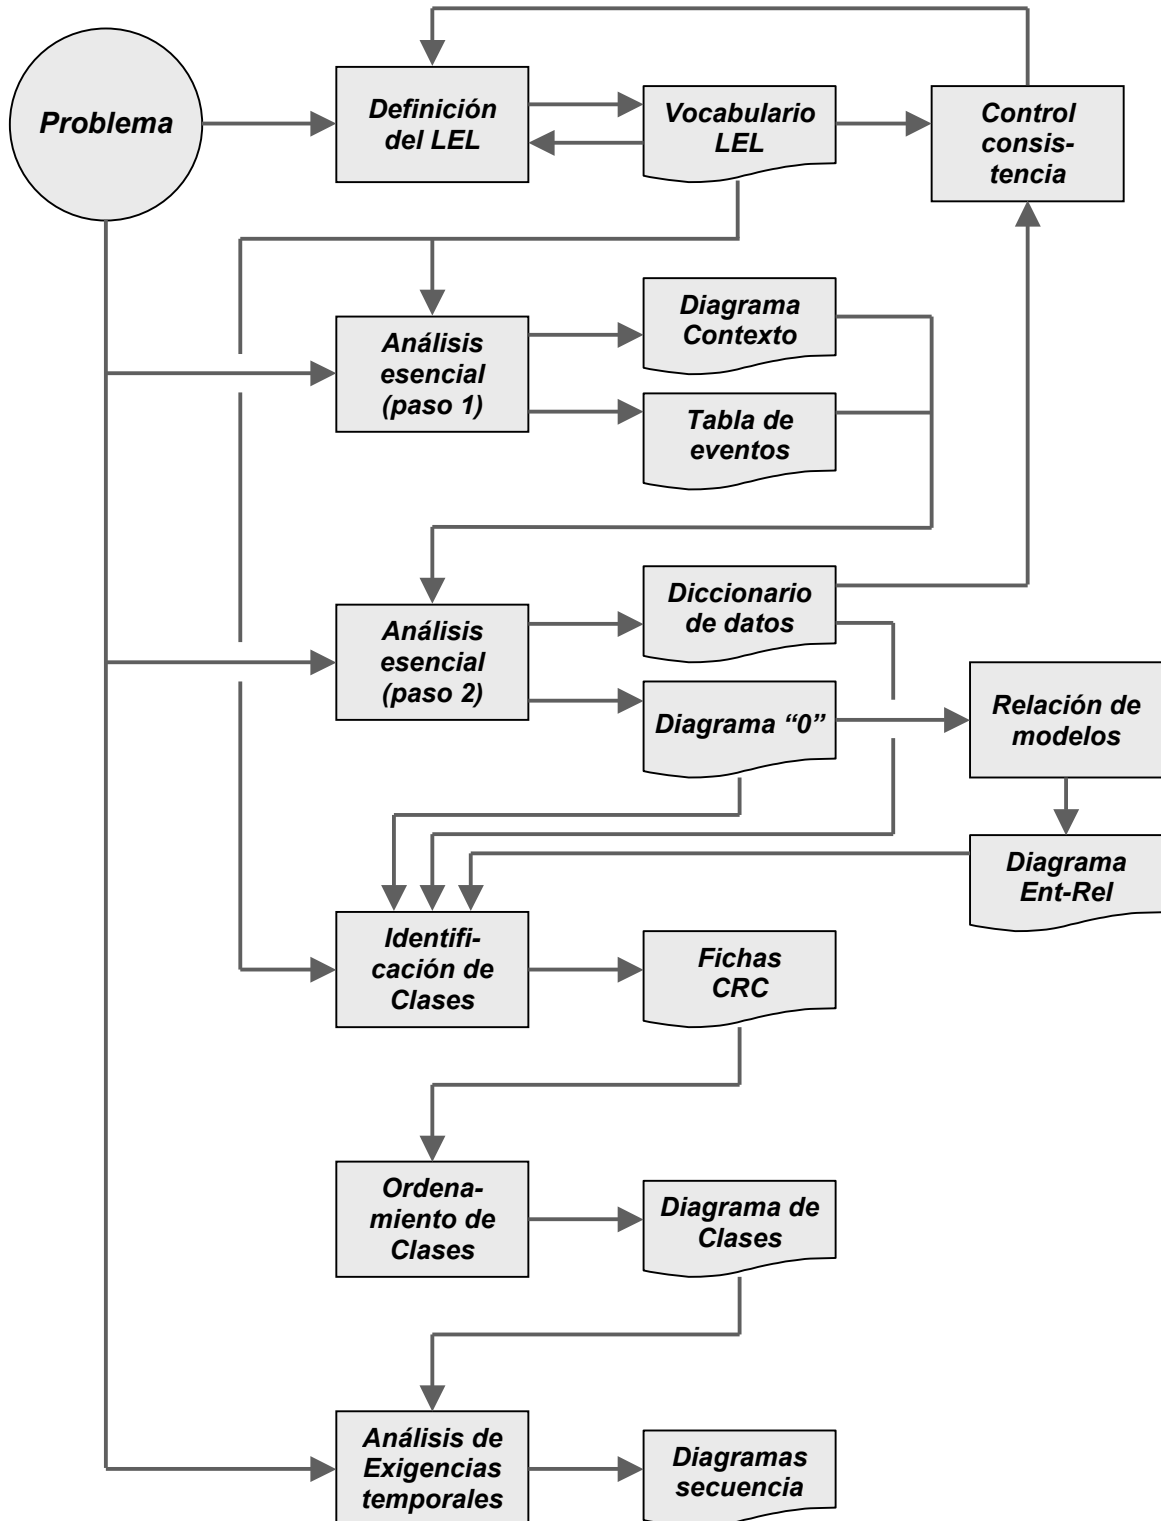 Problema
Definición
del LEL
Vocabulario
LEL
Control
consis-
tencia
Análisis
esencial
(paso 1)
Diagrama
Contexto
Tabla de
eventos
Análisis
esencial
(paso 2)
Diccionario
de datos
Diagrama “0”
Relación de
modelos
Diagrama
Ent-Rel
Identifi-
cación de
Clases
Fichas
CRC
Ordena-
miento de
Clases
Diagrama de
Clases
Análisis de
Exigencias
temporales
Diagramas
secuencia